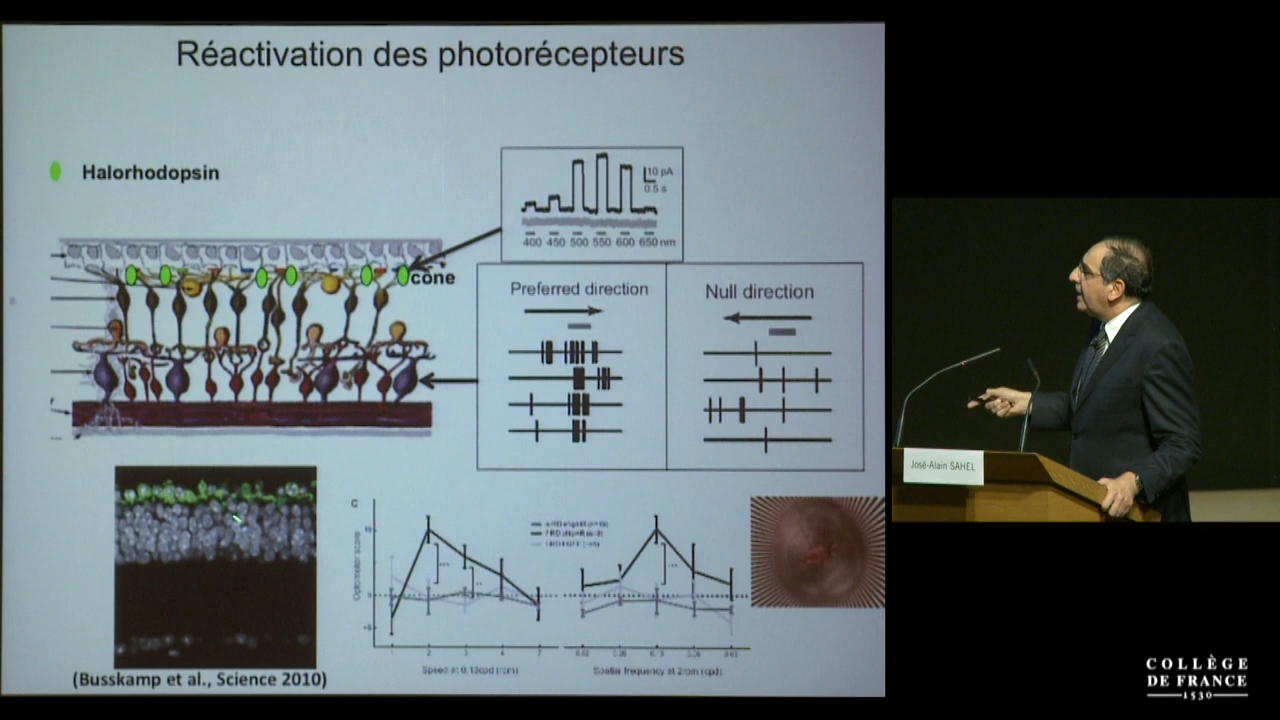 Réactivation des photorécepteurs
Halorhodopsin
10 pA
0.5 s
400 450 500 550 600 650 nm
cône
Preferred direction
Null direction
C
Optomotor score
Speed at 0.13cpd (rpm)
Spatial frequency at 2rpm (cpd)
(Busskamp et al., Science 2010)
José-Alain SAHEL
COLLÈGE
DE FRANCE
1530